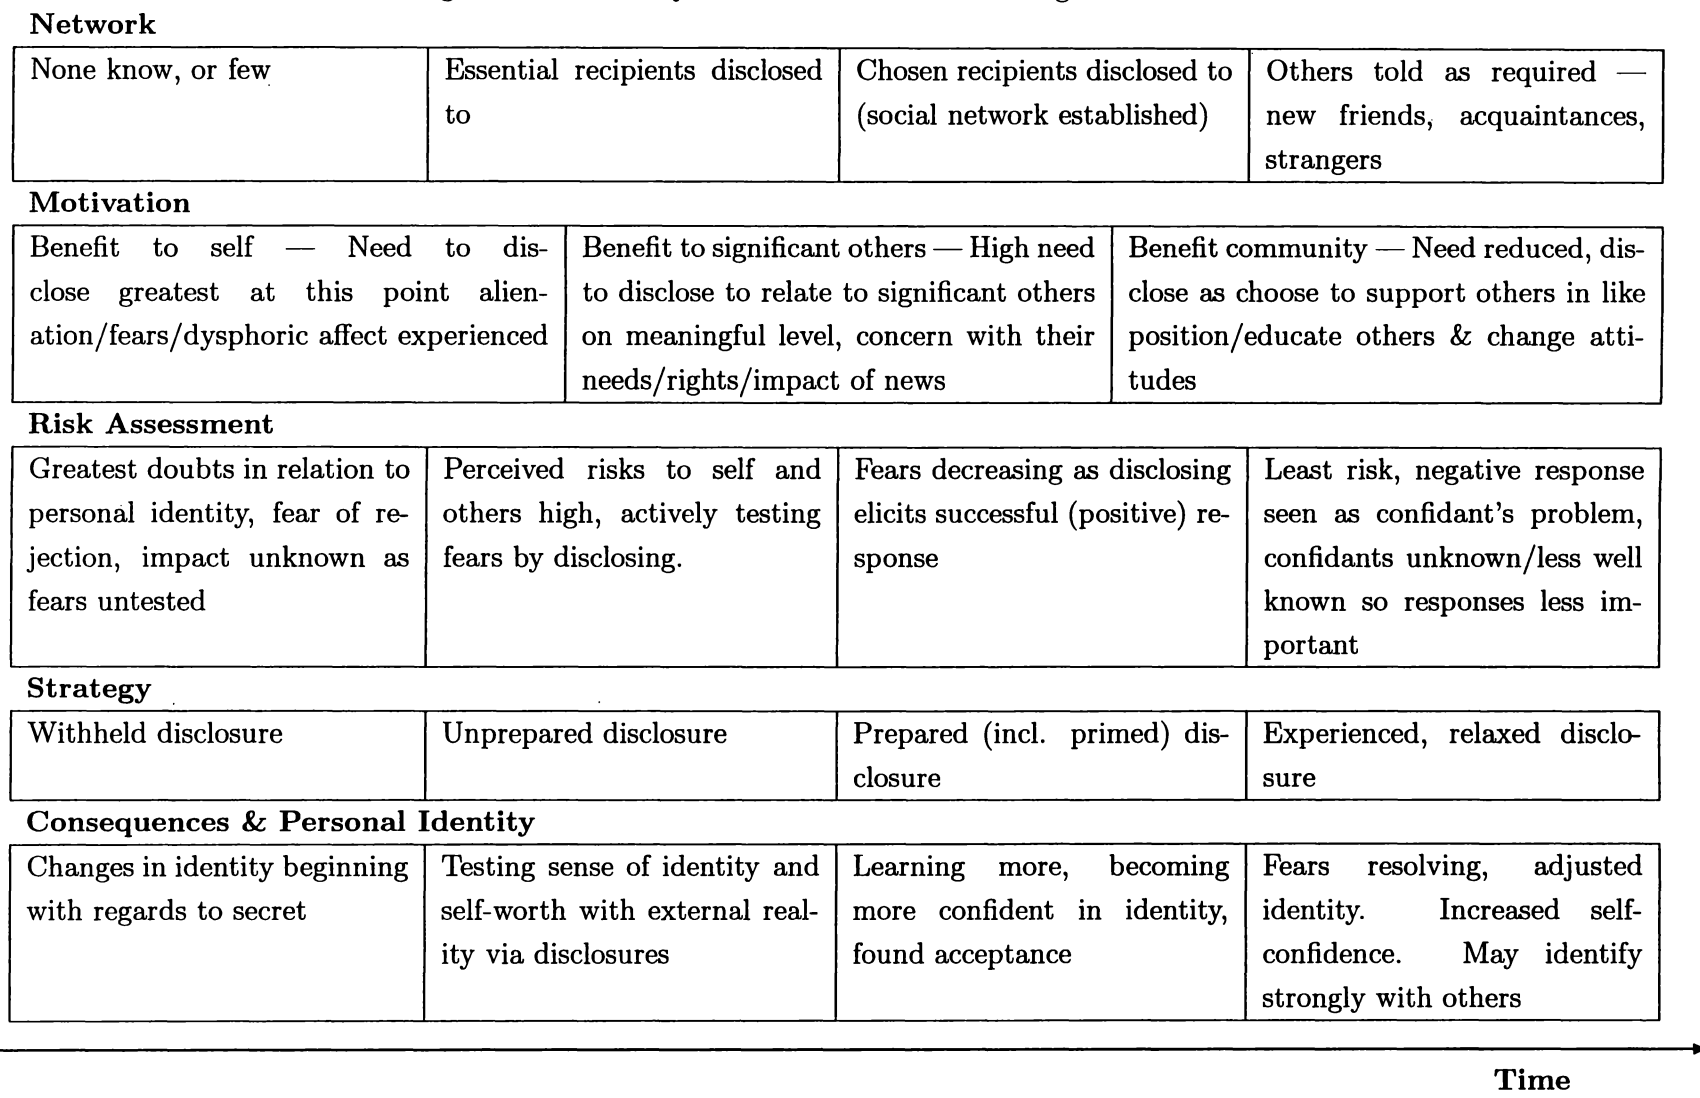 Network
None know, or few
Essential recipients disclosed
to
Chosen recipients disclosed to
(social network established)
Others told as required —
new friends, acquaintances,
strangers
Motivation
Benefit to self — Need to dis-
close greatest at this point alien-
ation/fears/dysphoric affect experienced
Benefit to significant others — High need
to disclose to relate to significant others
on meaningful level, concern with their
needs/rights/impact of news
Benefit community — Need reduced, dis-
close as choose to support others in like
position/educate others & change atti-
tudes
Risk Assessment
Greatest doubts in relation to
personal identity, fear of re-
jection, impact unknown as
fears untested
Perceived risks to self and
others high, actively testing
fears by disclosing.
Fears decreasing as disclosing
elicits successful (positive) re-
sponse
Least risk, negative response
seen as confidant's problem,
confidants unknown/less well
known so responses less im-
portant
Strategy
Withheld disclosure
Unprepared disclosure
Prepared (incl. primed) dis-
closure
Experienced, relaxed disclo-
sure
Consequences & Personal Identity
Changes in identity beginning
with regards to secret
Testing sense of identity and
self-worth with external real-
ity via disclosures
Learning more, becoming
more confident in identity,
found acceptance
Fears resolving, adjusted
identity. Increased self-
confidence. May identify
strongly with others
Time